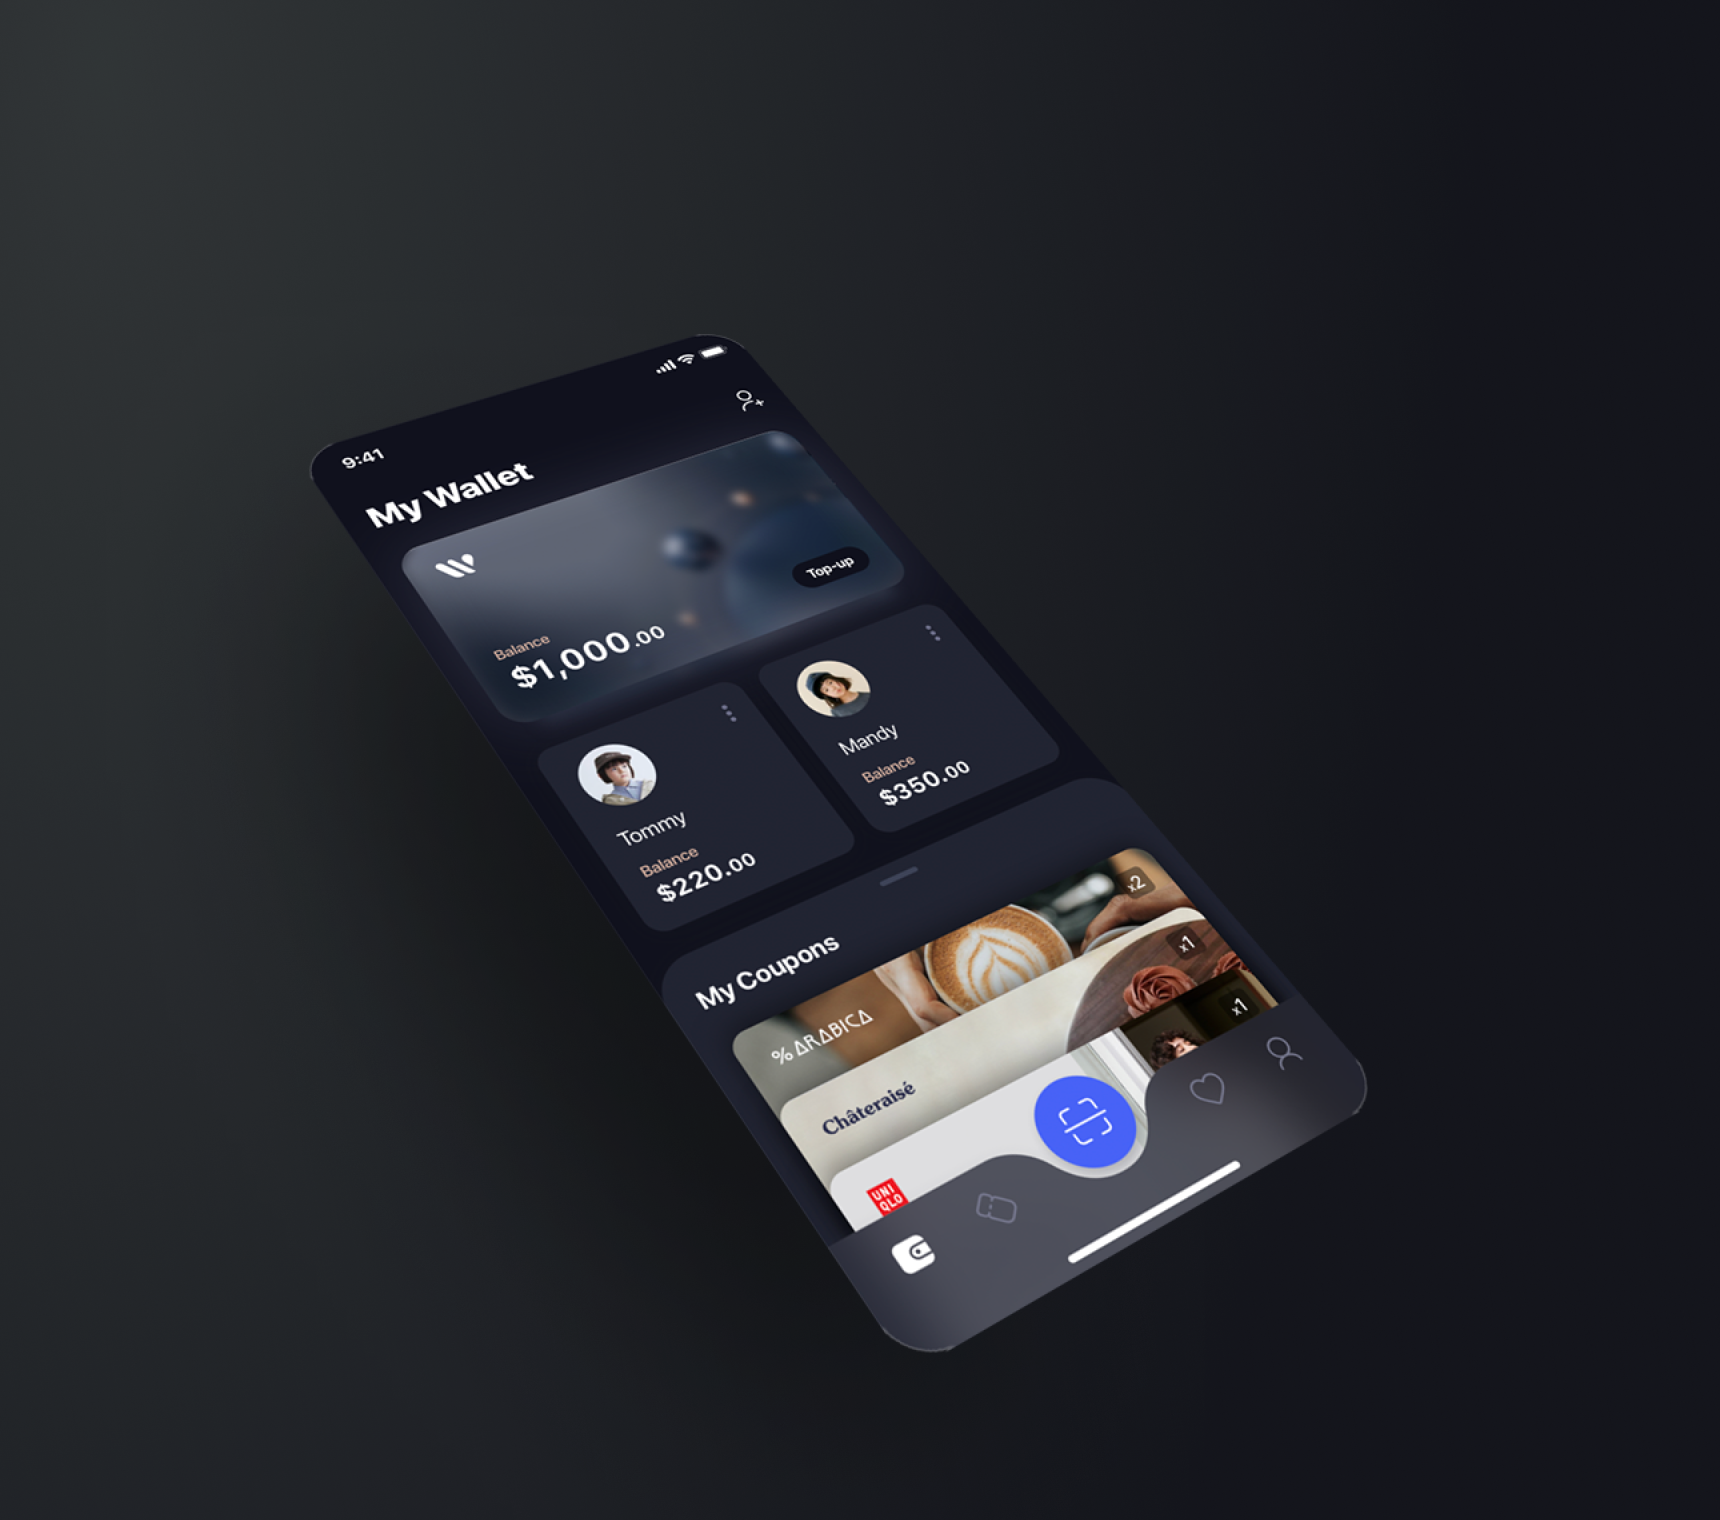 9:41
My Wallet
Top-up
Balance
$1,000.00
Tommy
Balance
$220.00
Mandy
Balance
$350.00
My Coupons
x2
% ARABICA
x1
Châteraisé
x1
UNI
QLO